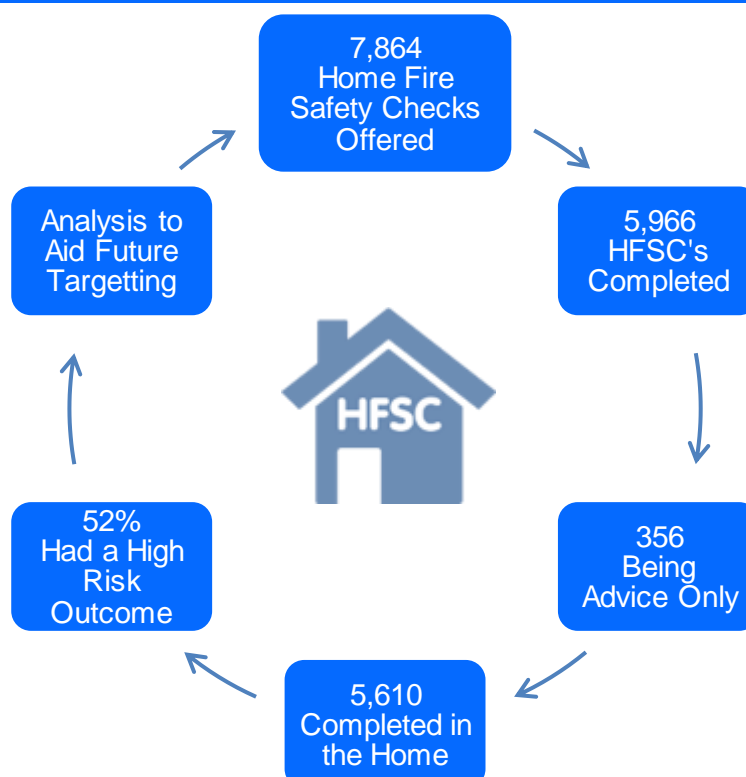 7,864
Home Fire
Safety Checks
Offered
5,966
HFSC's
Completed
356
Being
Advice Only
5,610
Completed in
the Home
52%
Had a High
Risk
Outcome
Analysis to
Aid Future
Targetting
HFSC